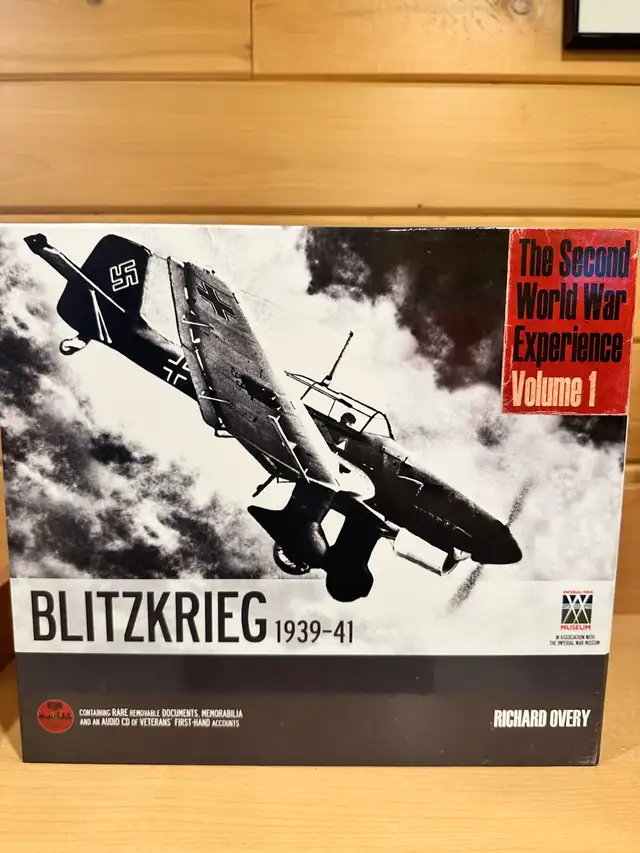 The Second
World War
Experience
Volume 1
BLITZKRIEG 1939-41
IMPERIAL WAR
MUSEUM
IN ASSOCIATION WITH
THE IMPERIAL WAR MUSEUM
CONTAINING RARE REMOVABLE DOCUMENTS, MEMORABILIA
AND AN AUDIO CD OF VETERANS' FIRST-HAND ACCOUNTS
RICHARD OVERY